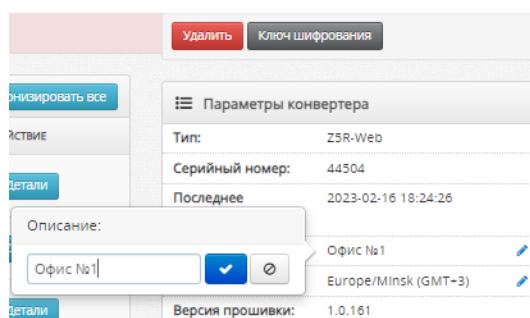 Удалить
Ключ шифрования
онизировать все
Параметры конвертера
йствие
Тип: Z5R-Web
Серийный номер: 44504
Детали
Последнее 2023-02-16 18:24:26
Описание:
Офис №1
Офис №1
Europe/Minsk (GMT+3)
Детали
Версия прошивки: 1.0.161